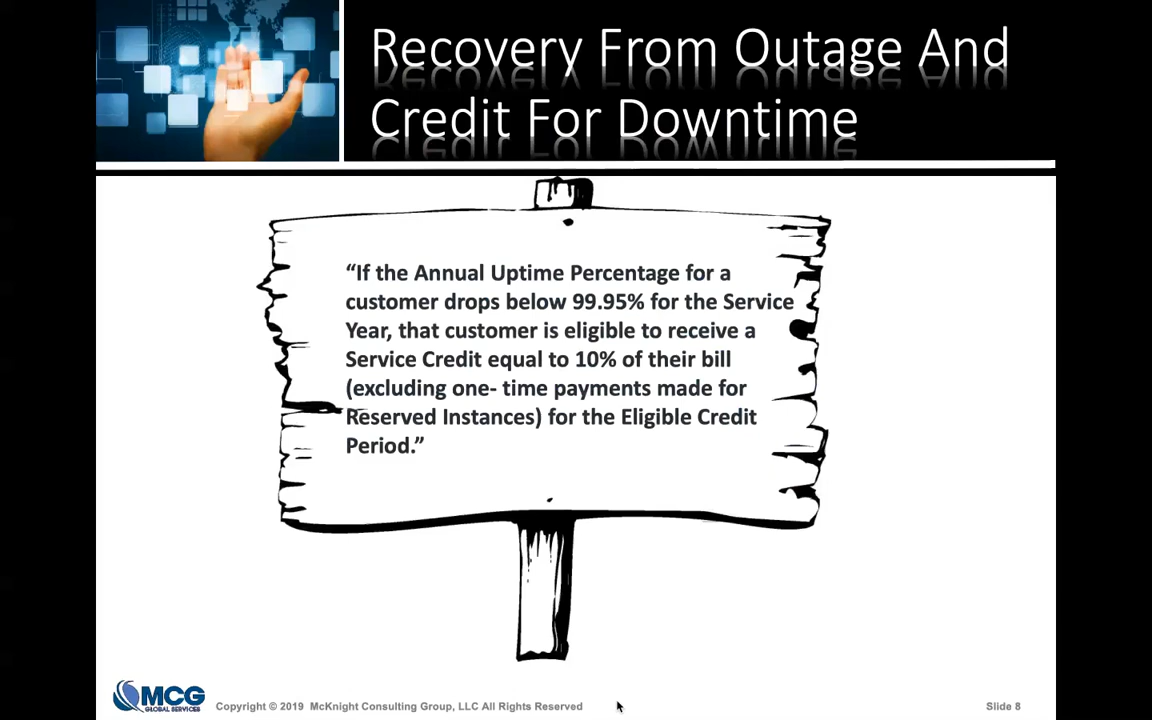 Recovery From Outage And
Credit For Downtime
“If the Annual Uptime Percentage for a
customer drops below 99.95% for the Service
Year, that customer is eligible to receive a
Service Credit equal to 10% of their bill
(excluding one- time payments made for
Reserved Instances) for the Eligible Credit
Period.”
MCG
GLOBAL SERVICES
Copyright © 2019 McKnight Consulting Group, LLC All Rights Reserved
Slide 8